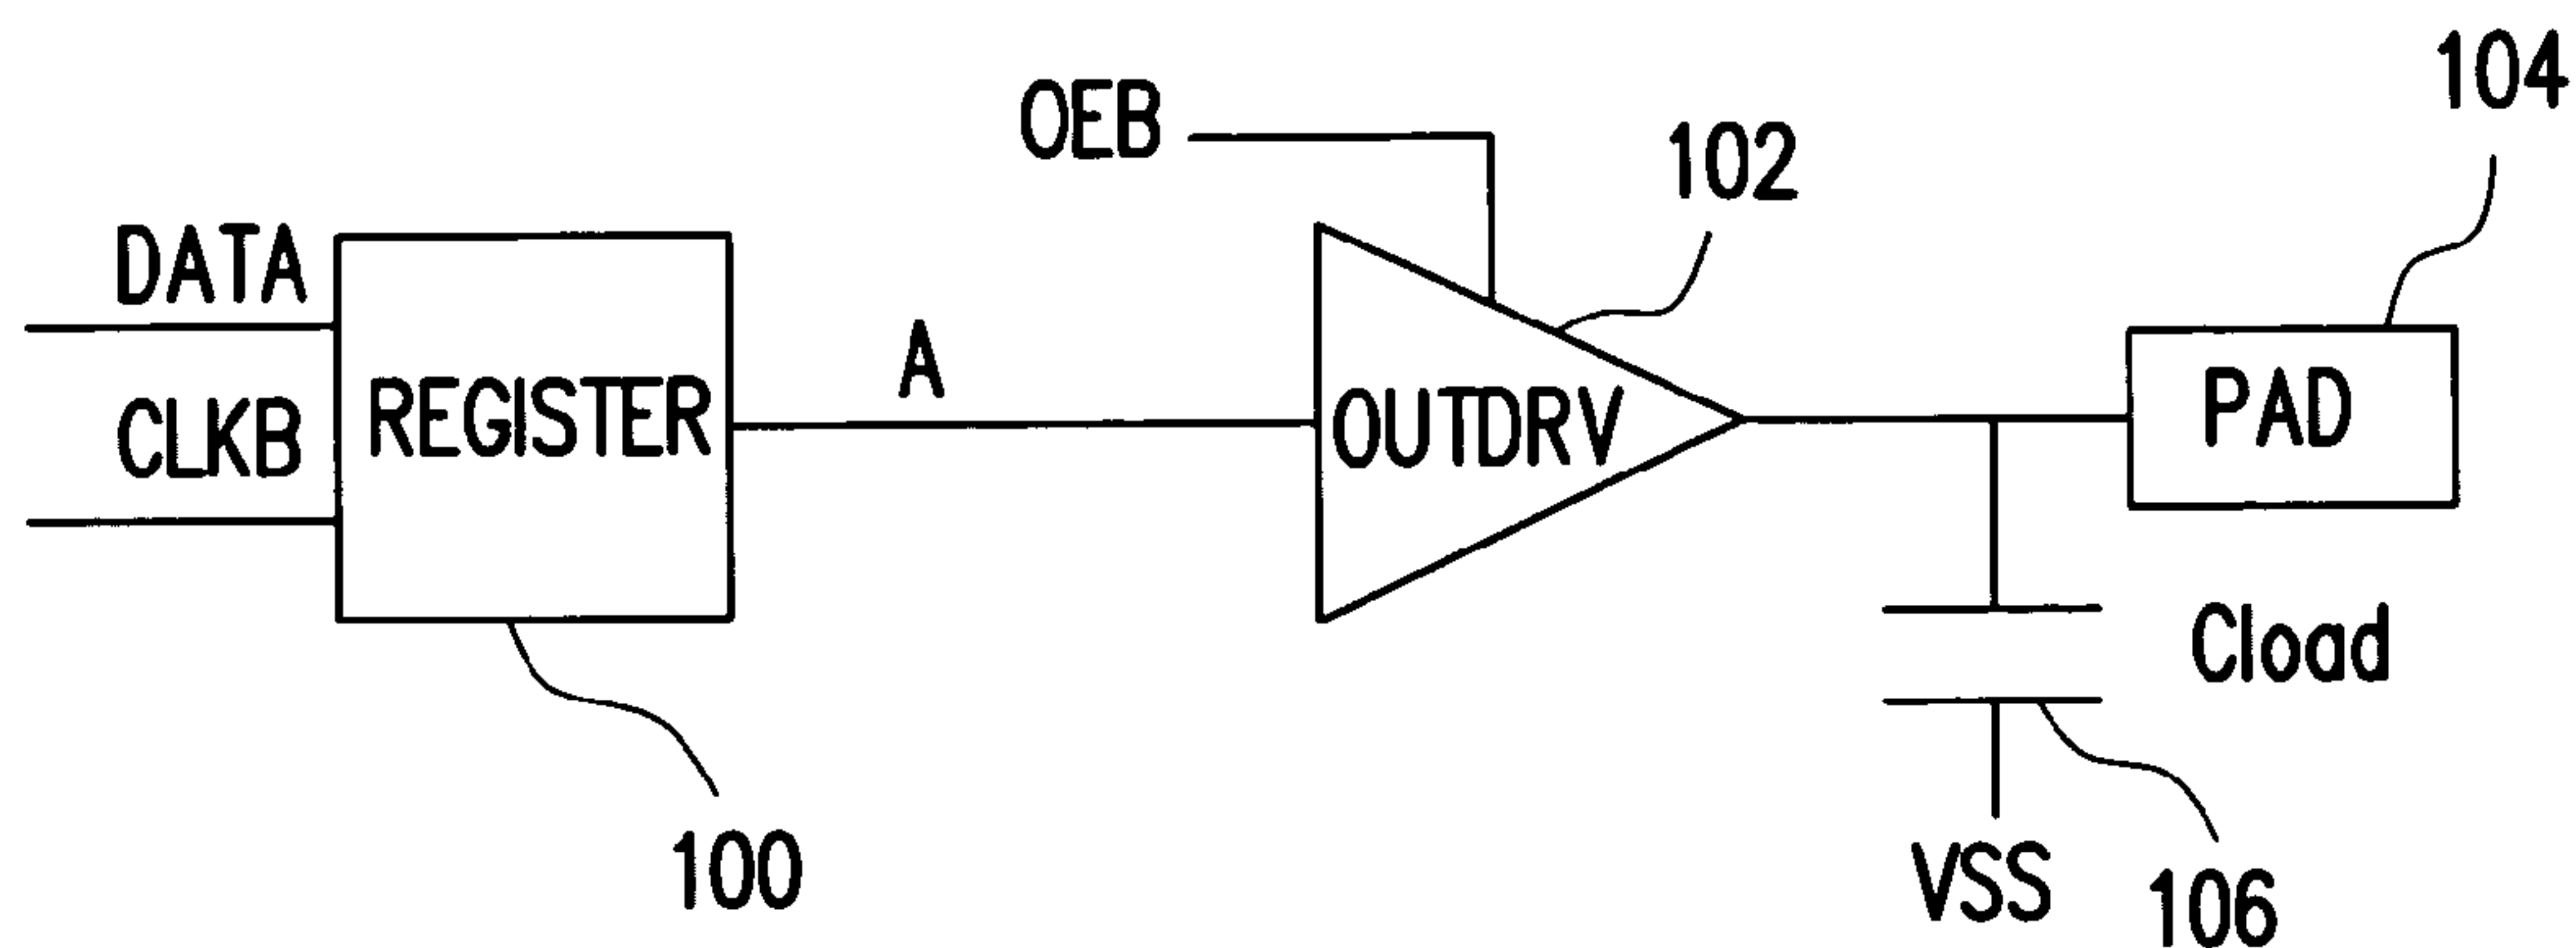 104
OEB
102
DATA
A
CLKB
REGISTER
OUTDRV
PAD
Cload
100
VSS
106